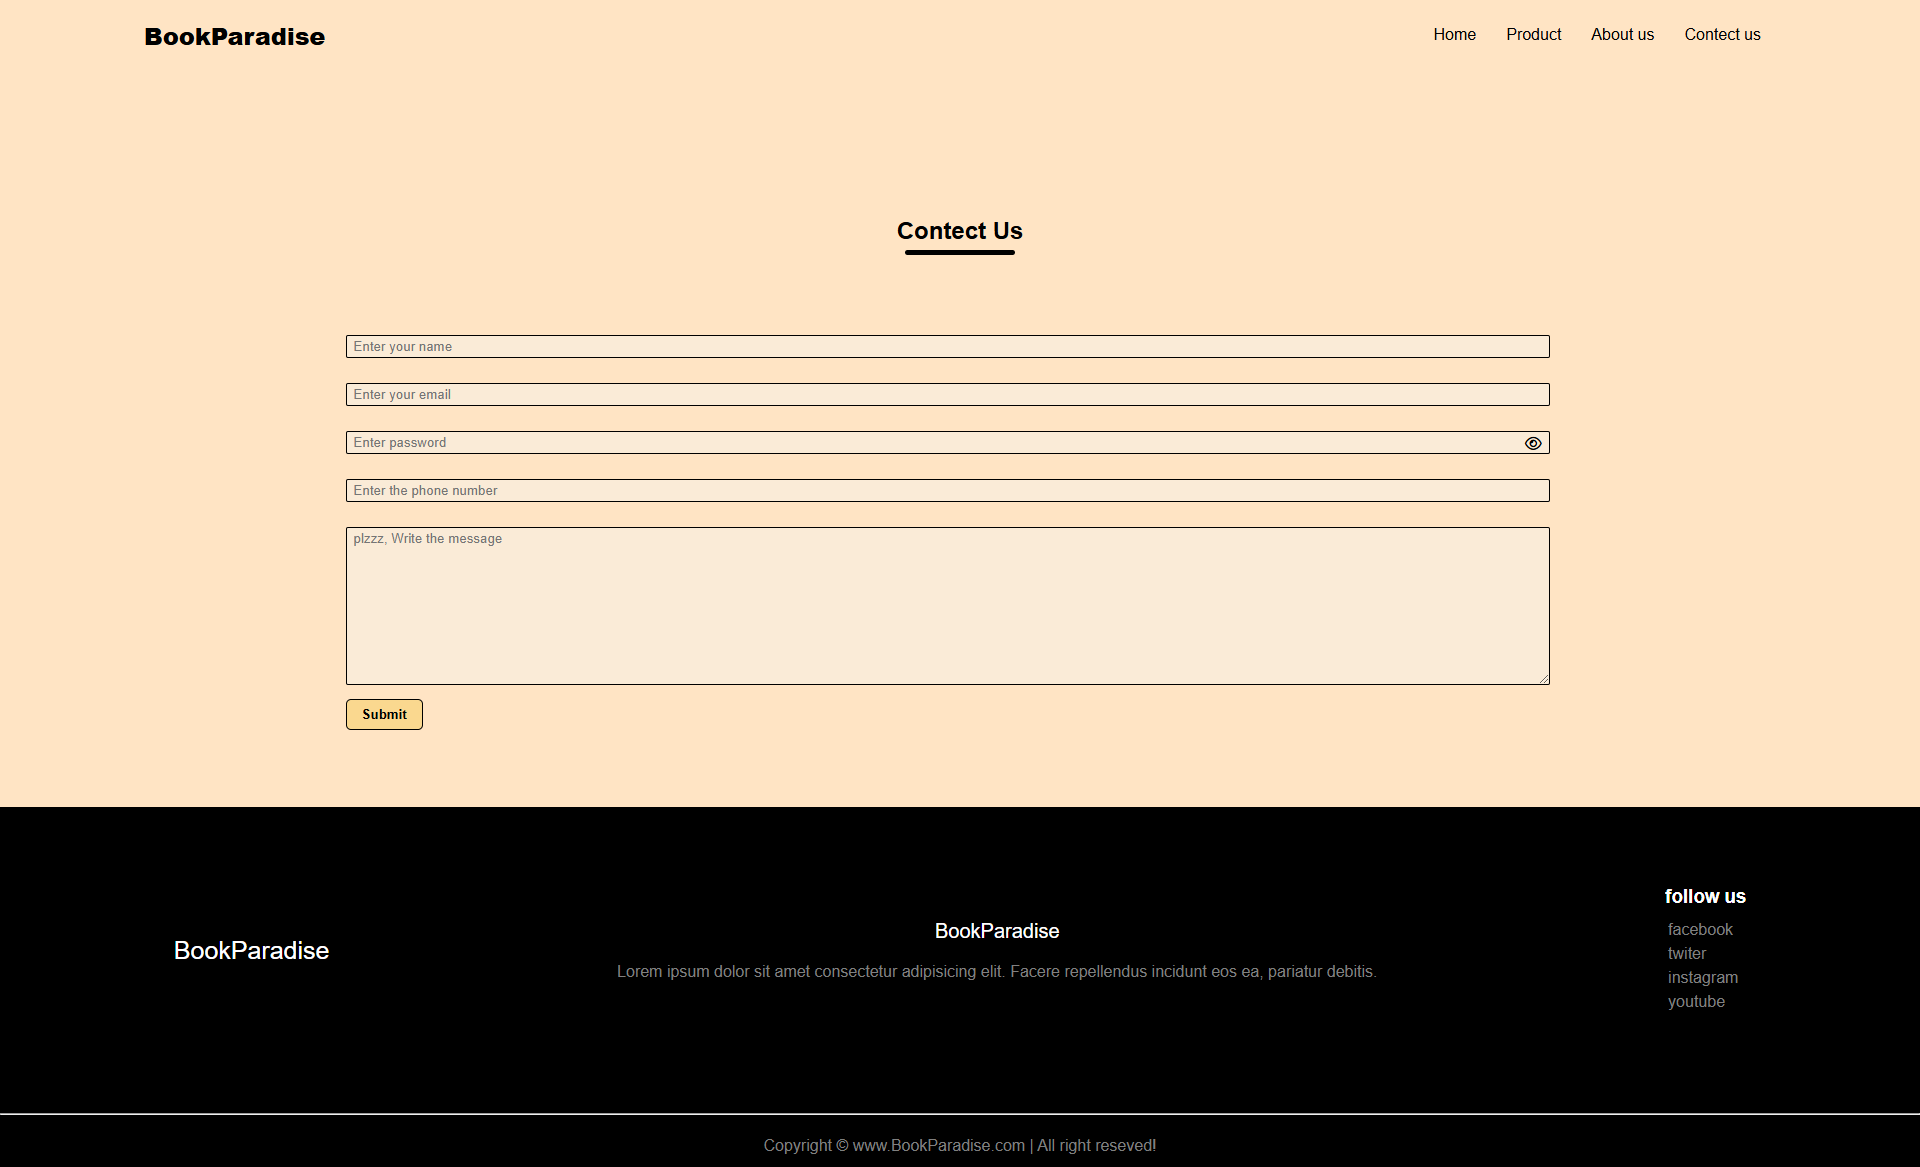 BookParadise
Home Product About us Contact us
Contect Us
Enter your name
Enter your email
Enter password
Enter the phone number
plzzz, Write the message
Submit
BookParadise
BookParadise
Lorem ipsum dolor sit amet consectetur adipisicing elit. Facere repellendus incidunt eos ea, pariatur debitis.
follow us
facebook
twiter
instagram
youtube
Copyright © www.BookParadise.com | All right reseved!